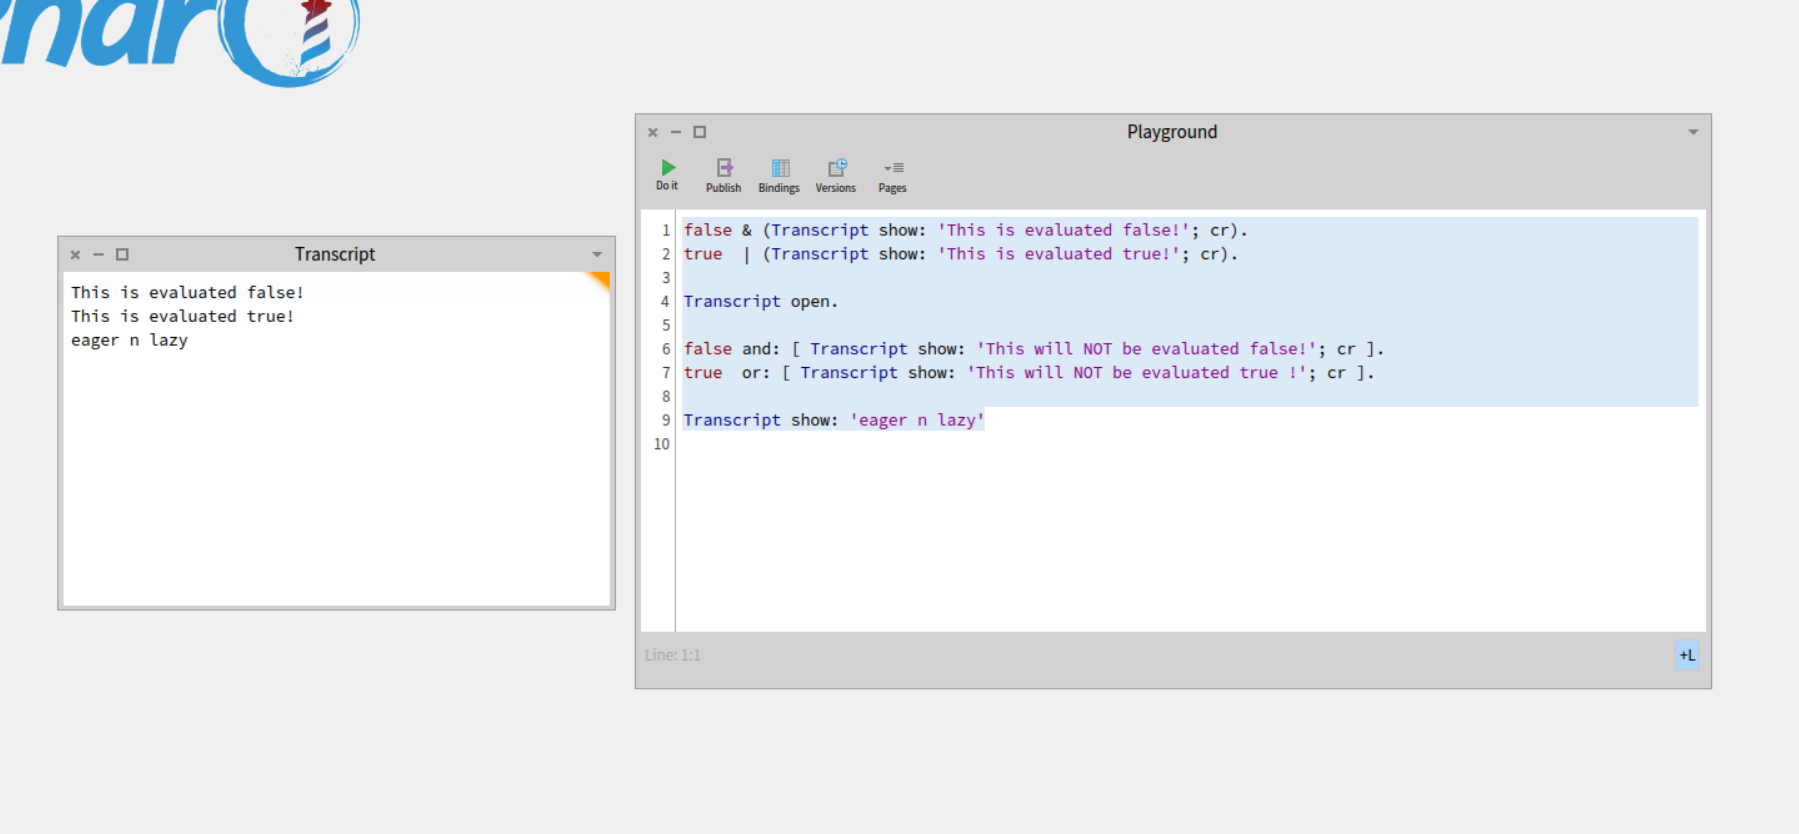 Transcript
This is evaluated false!
This is evaluated true!
eager n lazy
Playground
Do it Publish Bindings Versions Pages
1 false & (Transcript show: 'This is evaluated false!'; cr).
2 true  | (Transcript show: 'This is evaluated true!'; cr).
3
4 Transcript open.
5
6 false and: [ Transcript show: 'This will NOT be evaluated false!'; cr ].
7 true  or: [ Transcript show: 'This will NOT be evaluated true !'; cr ].
8
9 Transcript show: 'eager n lazy'
10
Line: 1:1
+L